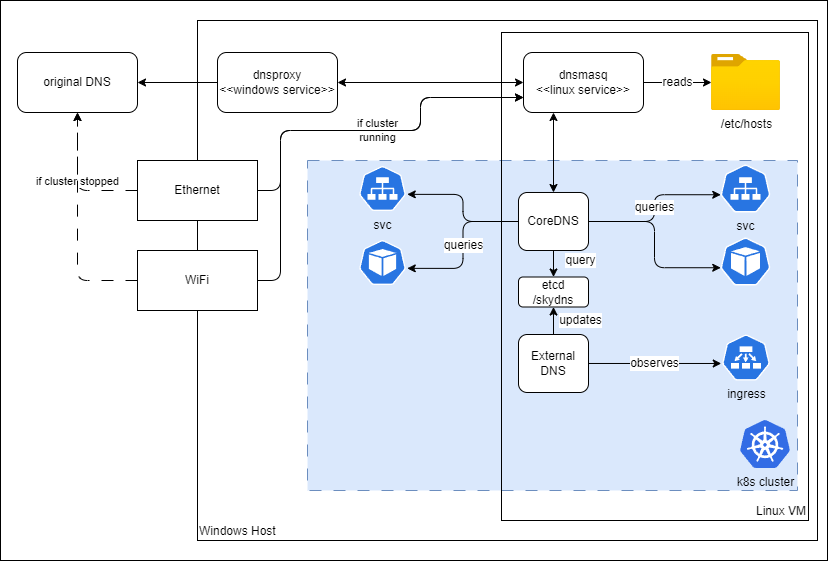 original DNS
dnsproxy
<<windows service>>
dnsmasq
<<linux service>>
reads
/etc/hosts
if cluster
running
if cluster stopped
Ethernet
WiFi
svc
queries
CoreDNS
queries
svc
query
etcd
/skydns
updates
External
DNS
observes
ingress
k8s cluster
Linux VM
Windows Host